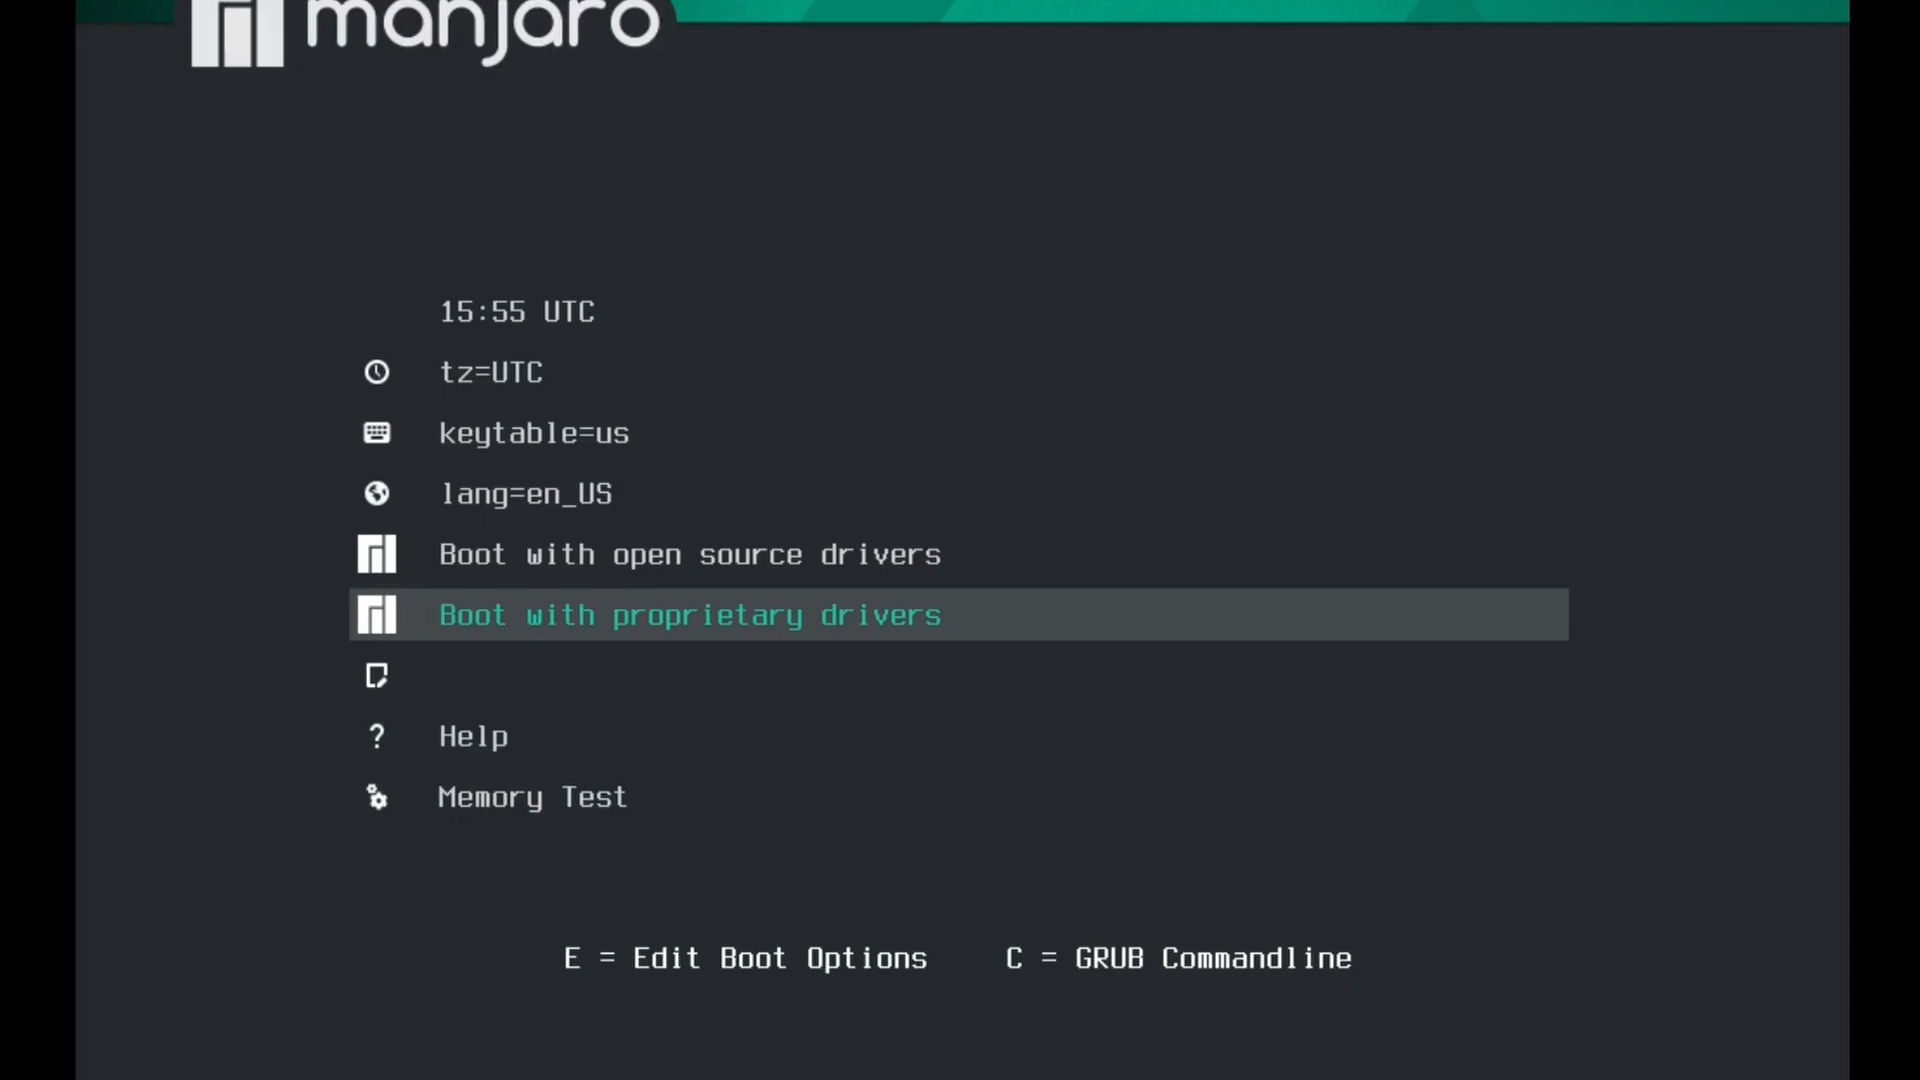 manjaro
15:55 UTC
tz=UTC
keytable=us
lang=en_US
Boot with open source drivers
Boot with proprietary drivers
? Help
Memory Test
E = Edit Boot Options C = GRUB Commandline